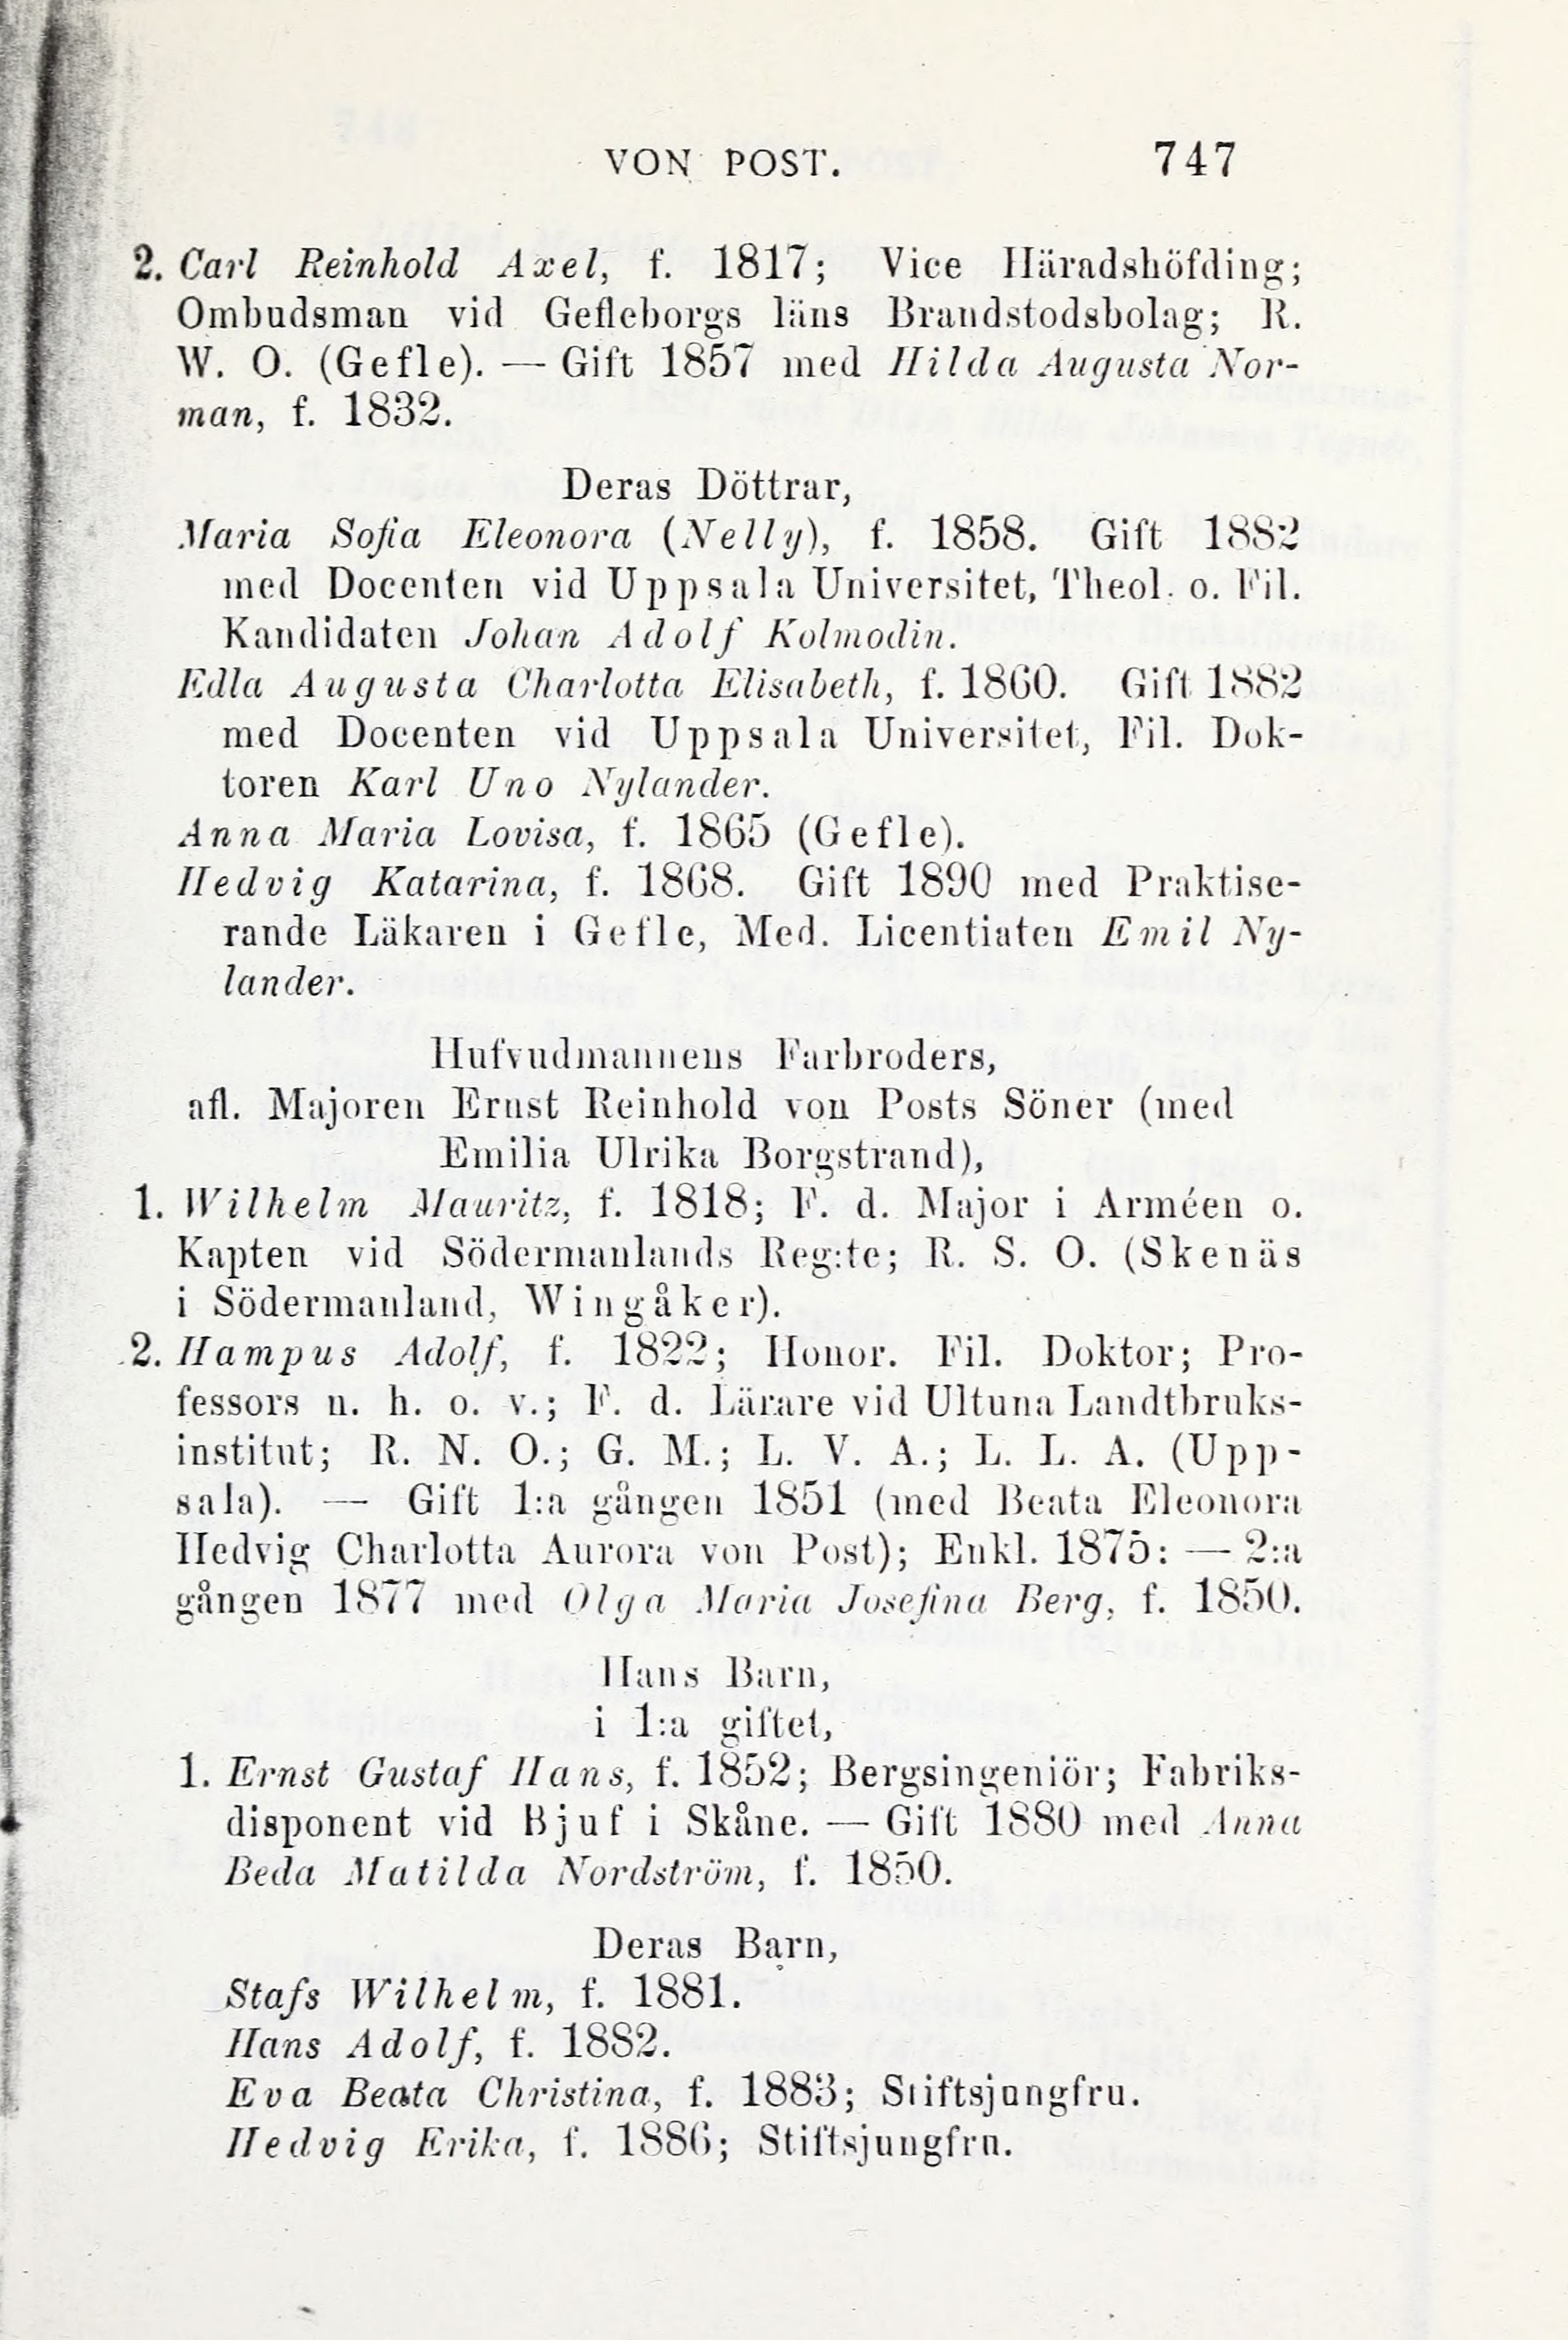 VON POST. 747
2. Carl Reinhold Axel, f. 1817; Vice Häradshöfding;
Ombudsman vid Gefleborgs läns Brandstodsbolag; R.
W. O. (Gefle). — Gift 1857 med Hilda Augusta Nor-
man, f. 1832.
Deras Döttrar,
Maria Sofia Eleonora (Nelly), f. 1858. Gift 1882
med Docenten vid Uppsala Universitet, Theol. o. Fil.
Kandidaten Johan Adolf Kolmodin.
Edla Augusta Charlotta Elisabeth, f. 1860. Gift 1882
med Docenten vid Uppsala Universitet, Fil. Dok-
toren Karl Uno Nylander.
Anna Maria Lovisa, f. 1865 (Gefle).
Hedvig Katarina, f. 1868. Gift 1890 med Praktise-
rande Läkaren i Gefle, Med. Licentiaten Emil Ny-
lander.
Hufvudmannens Farbroders,
afl. Majoren Ernst Reinhold von Posts Söner (med
Emilia Ulrika Borgstrand),
1. Wilhelm Mauritz, f. 1818; F. d. Major i Arméen o.
Kapten vid Södermanlands Reg:te; R. S. O. (Skenäs
i Södermanland, Wingåker).
2. Hampus Adolf, f. 1822; Honor. Fil. Doktor; Pro-
fessors n. h. o. v.; F. d. Lärare vid Ultuna Landtbruks-
institut; R. N. O.; G. M.; L. V. A.; L. L. A. (Upp-
sala). — Gift 1:a gången 1851 (med Beata Eleonora
Hedvig Charlotta Aurora von Post); Enkl. 1875: — 2:a
gången 1877 med Olga Maria Josefina Berg, f. 1850.
Hans Barn,
i 1:a giftet,
1. Ernst Gustaf Hans, f. 1852; Bergsingeniör; Fabriks-
disponent vid Bjuf i Skåne. — Gift 1880 med Anna
Beda Matilda Nordström, f. 1850.
Deras Barn,
Stafs Wilhelm, f. 1881.
Hans Adolf, f. 1882.
Eva Beata Christina, f. 1883; Stiftsjungfru.
Hedvig Erika, f. 1886; Stiftsjungfru.